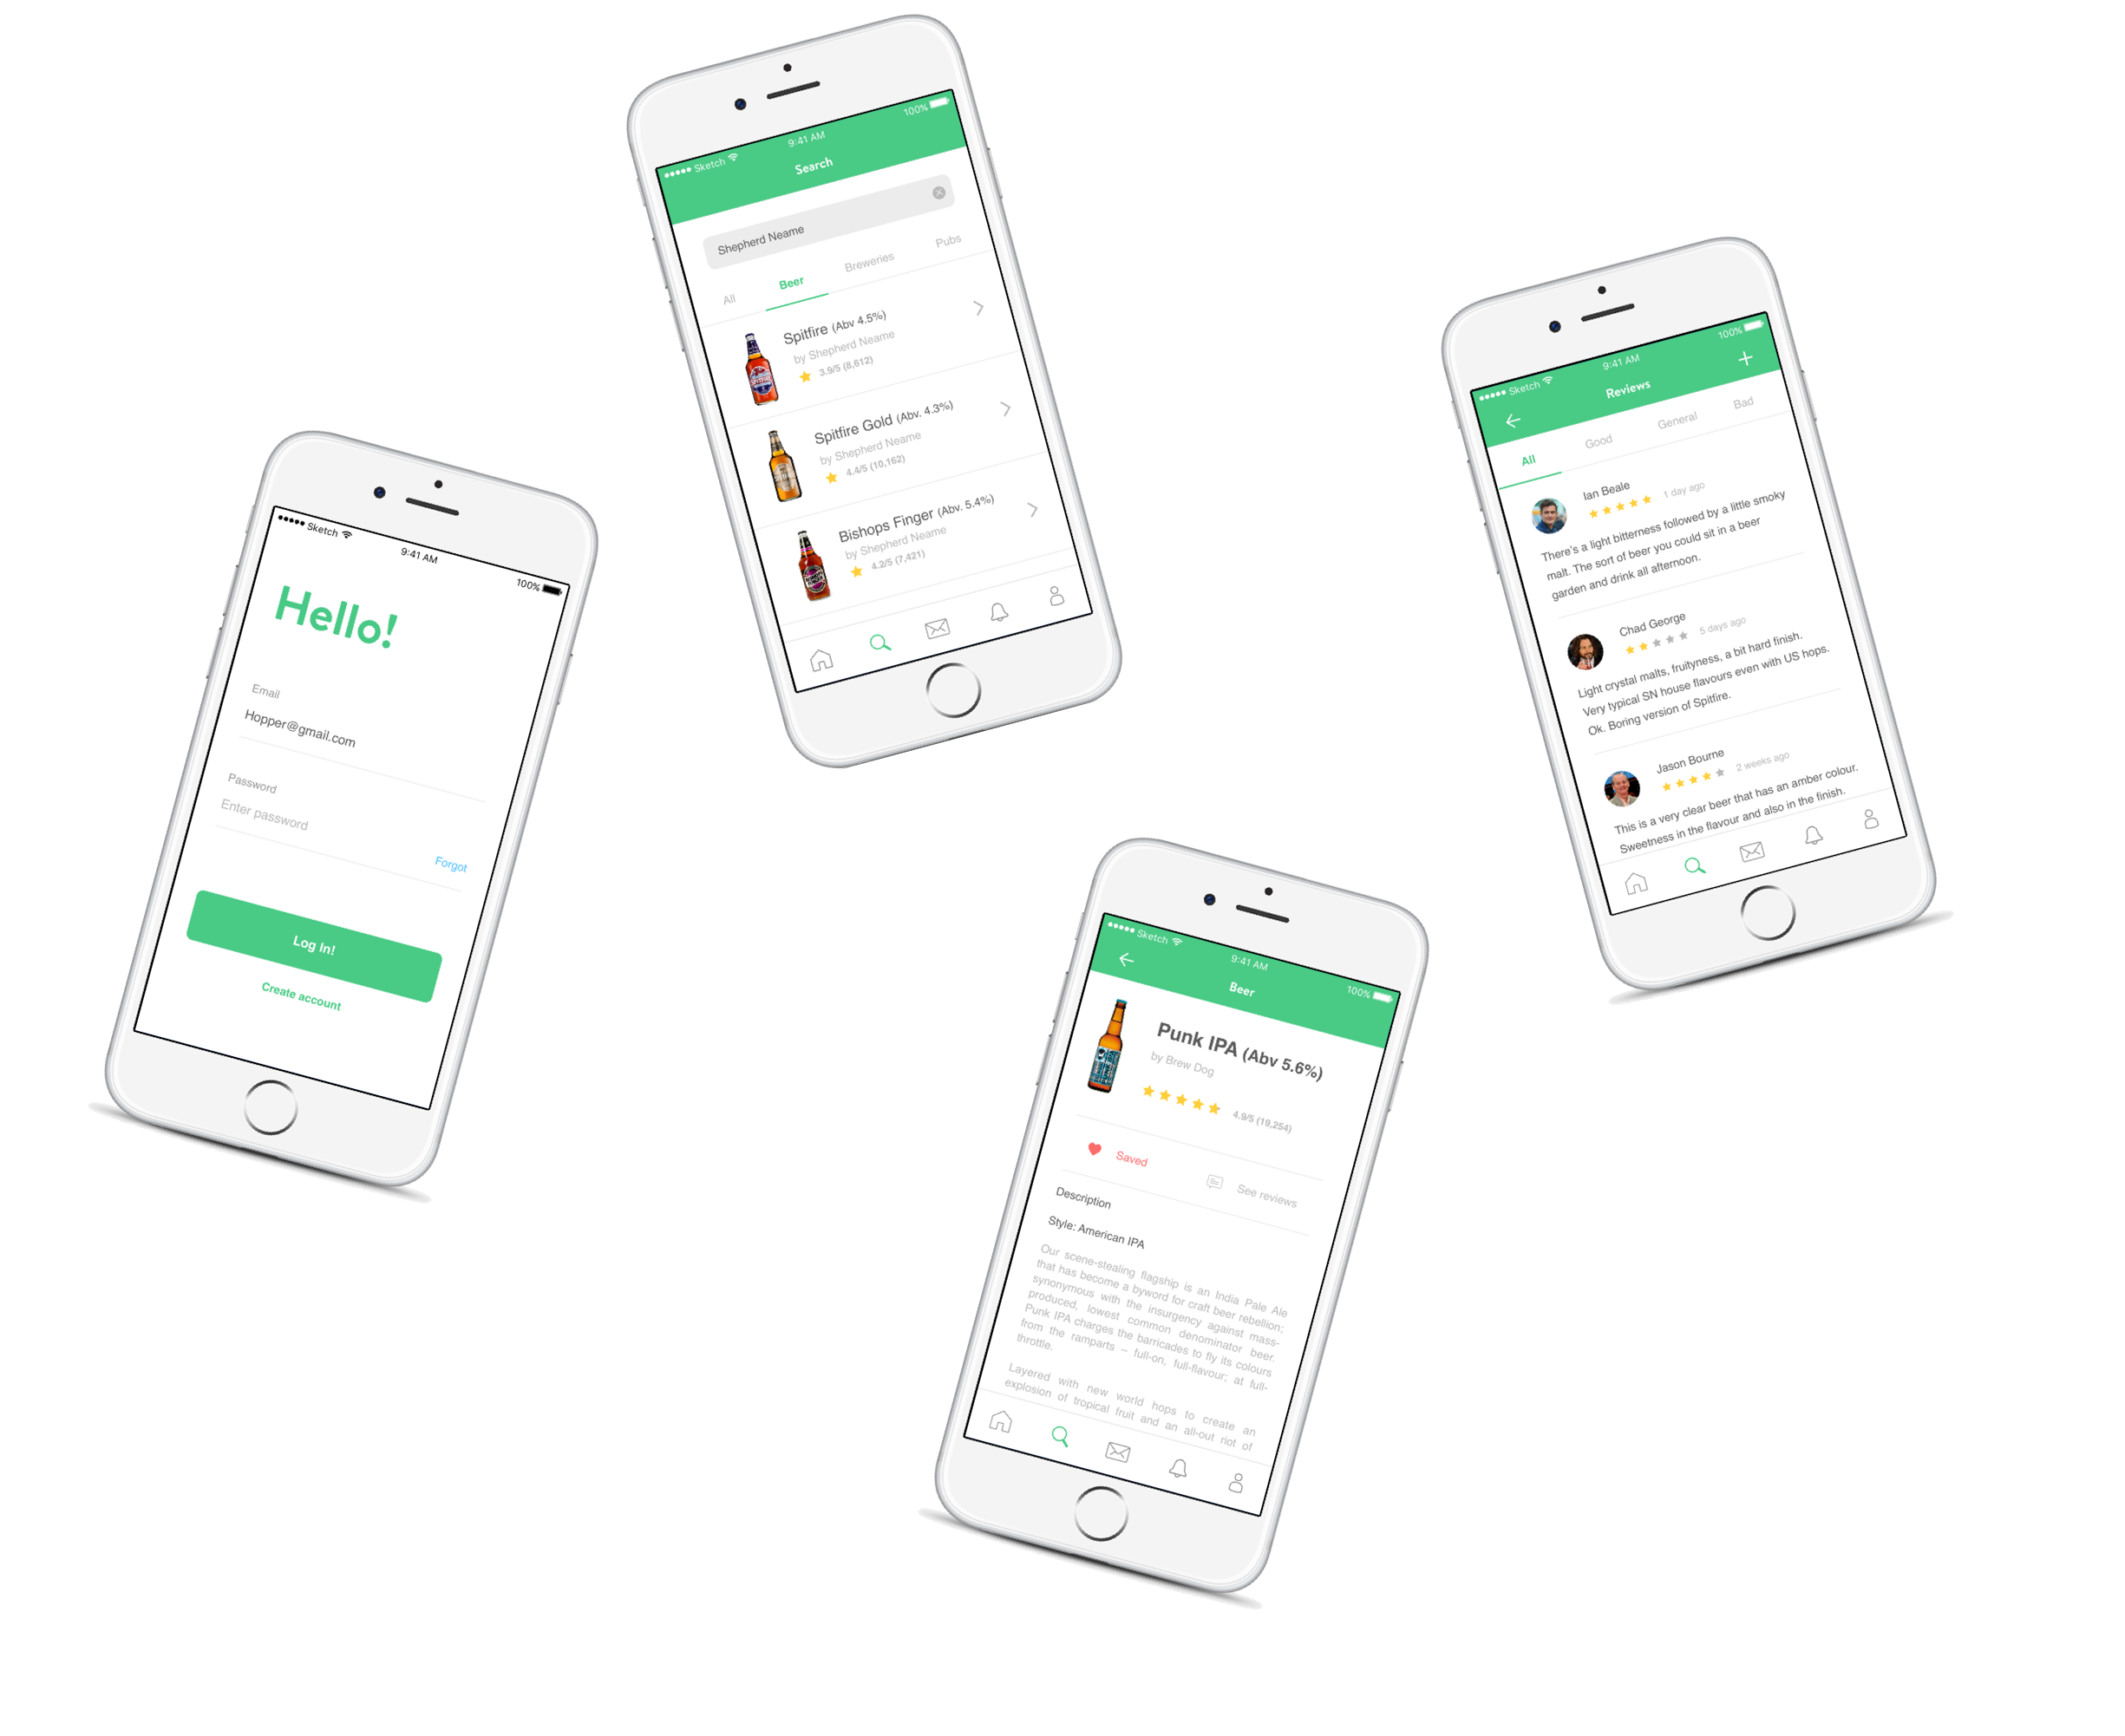 Sketch
9:41 AM
100%
Hello!
Email
Hopper@gmail.com
Password
Enter password
Forgot
Log In!
Create account
Sketch
9:41 AM
100%
Search
Shepherd Neame
All
Beer
Breweries
Pubs
Spitfire (Abv 4.5%)
by Shepherd Neame
3.9/5 (8,612)
Spitfire Gold (Abv. 4.3%)
by Shepherd Neame
4.4/5 (10,162)
Bishops Finger (Abv. 5.4%)
by Shepherd Neame
4.2/5 (7,421)
Sketch
9:41 AM
100%
Beer
Punk IPA (Abv 5.6%)
by Brew Dog
4.9/5 (19,254)
Saved
See reviews
Description
Style: American IPA
Our scene-stealing flagship is an India Pale Ale
that has become a byword for craft beer rebellion;
synonymous with the insurgency against mass-
produced, lowest common denominator beer.
Punk IPA charges the barricades to fly its colours
from the ramparts – full-on, full-flavour; at full-
throttle.
Layered with new world hops to create an
explosion of tropical fruit and an all-out riot of
Sketch
9:41 AM
100%
Reviews
All
Good
General
Bad
Ian Beale
1 day ago
There's a light bitterness followed by a little smoky
malt. The sort of beer you could sit in a beer
garden and drink all afternoon.
Chad George
5 days ago
Light crystal malts, fruityness, a bit hard finish.
Very typical SN house flavours even with US hops.
Ok. Boring version of Spitfire.
Jason Bourne
2 weeks ago
This is a very clear beer that has an amber colour.
Sweetness in the flavour and also in the finish.